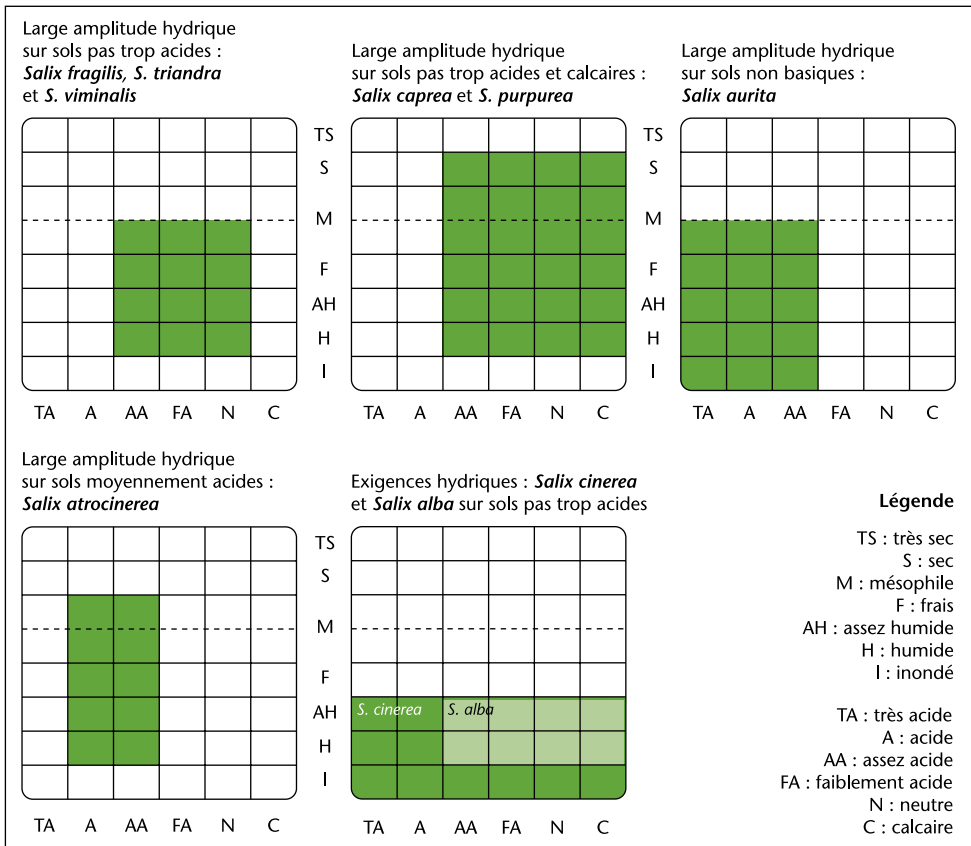 Large amplitude hydrique
sur sols pas trop acides :
Salix fragilis, S. triandra
et S. viminalis
Large amplitude hydrique
sur sols pas trop acides et calcaires :
Salix caprea et S. purpurea
Large amplitude hydrique
sur sols non basiques :
Salix aurita
TS
S
M
F
AH
H
I
TS
S
M
F
AH
H
I
TA A AA FA N C
TA A AA FA N C
TA A AA FA N C
Large amplitude hydrique
sur sols moyennement acides :
Salix atrocinerea
Exigences hydriques : Salix cinerea
et Salix alba sur sols pas trop acides
TS
S
M
F
AH
H
I
S. cinerea
S. alba
TA A AA FA N C
TA A AA FA N C
Légende
TS : très sec
S : sec
M : mésophile
F : frais
AH : assez humide
H : humide
I : inondé
TA : très acide
A : acide
AA : assez acide
FA : faiblement acide
N : neutre
C : calcaire